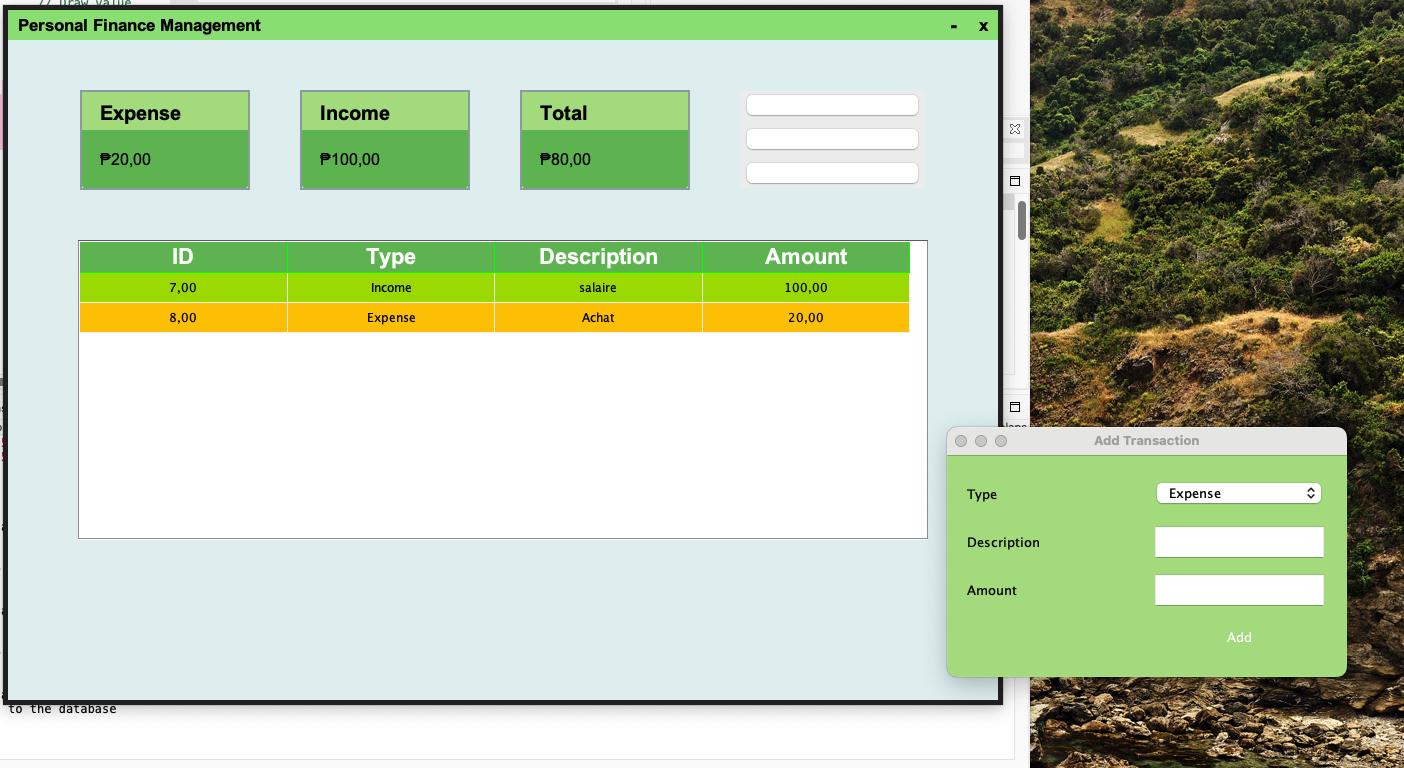 // Draw value
Personal Finance Management - x
Expense Income Total
₱20,00 ₱100,00 ₱80,00
ID Type Description Amount
7,00 Income salaire 100,00
8,00 Expense Achat 20,00
Add Transaction
Type Expense
Description
Amount
Add
to the database